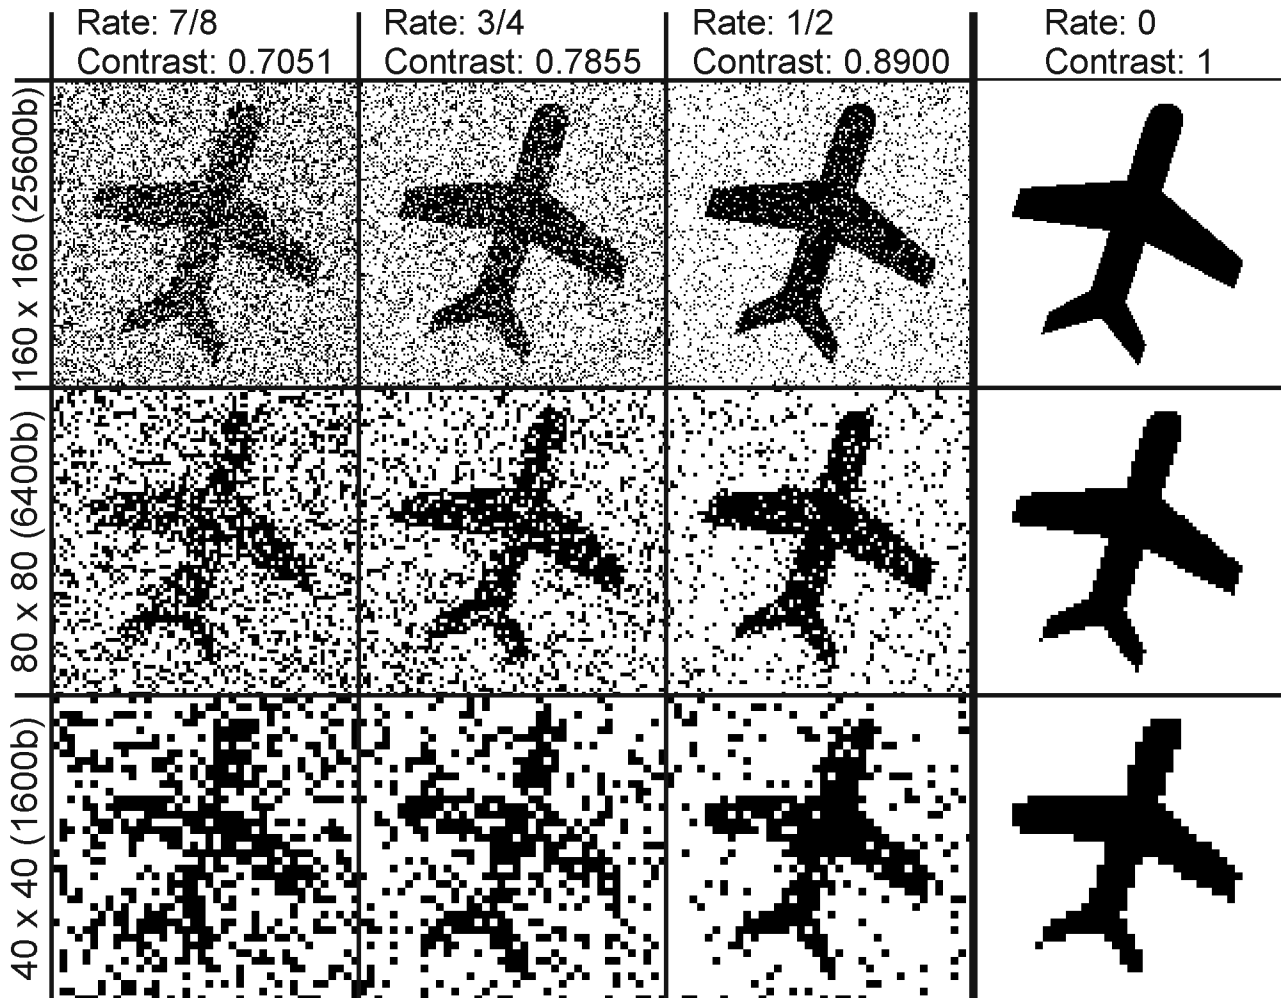 Rate: 7/8
Contrast: 0.7051
Rate: 3/4
Contrast: 0.7855
Rate: 1/2
Contrast: 0.8900
Rate: 0
Contrast: 1
160 x 160 (25600b)
80 x 80 (6400b)
40 x 40 (1600b)